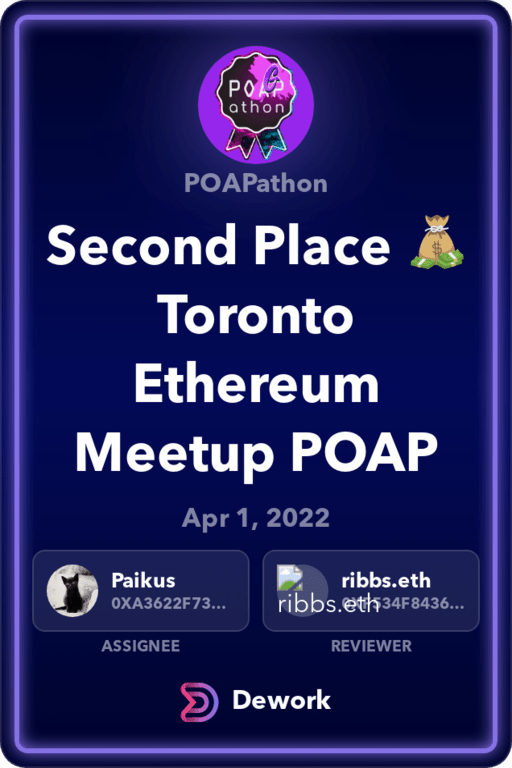 POAP
athon
POAPathon
Second Place 💰
Toronto
Ethereum
Meetup POAP
Apr 1, 2022
Paikus
0XA3622F73...
ribbs.eth
ribbs.eth
ASSIGNEE
REVIEWER
Dework